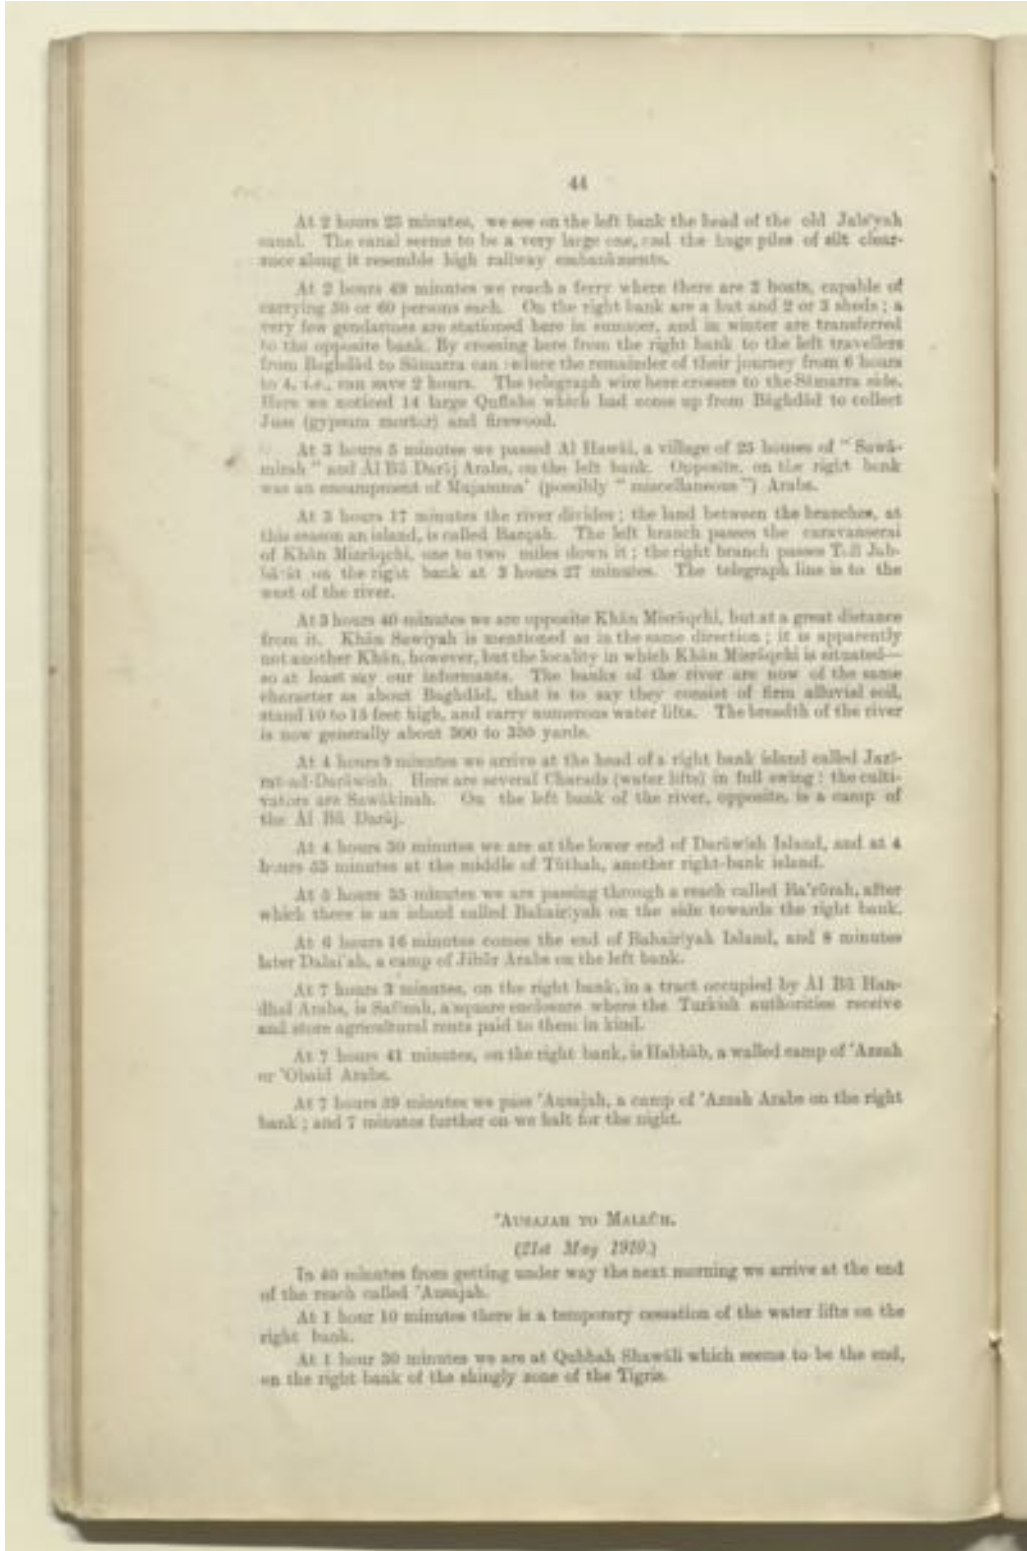 44
At 2 hours 25 minutes, we see on the left bank the head of the old Jab'yah
canal. The canal seems to be a very large one, and the huge piles of silt clear-
ance along it resemble high railway embankments.
At 2 hours 49 minutes we reach a ferry where there are 2 boats, capable of
carrying 50 or 60 persons each. On the right bank are a hut and 2 or 3 sheds; a
very few gendarmes are stationed here in summer, and in winter are transferred
to the opposite bank. By crossing here from the right bank to the left travellers
from Baghdād to Sāmarra can reduce the remainder of their journey from 6 hours
to 4, i.e., can save 2 hours. The telegraph wire here crosses to the Sāmarra side.
Here we noticed 14 large Quffahs which had come up from Bāghdād to collect
Juss (gypsum mortar) and firewood.
At 3 hours 5 minutes we passed Al Hawāi, a village of 25 houses of "Sawā-
mirah" and Āl Bū Darāj Arabs, on the left bank. Opposite, on the right bank
was an encampment of Mujamma' (possibly "miscellaneous") Arabs.
At 3 hours 17 minutes the river divides; the land between the branches, at
this season an island, is called Barqah. The left branch passes the caravanserai
of Khān Mizrāqchi, one to two miles down it; the right branch passes Tall Jub-
bārāt on the right bank at 3 hours 27 minutes. The telegraph line is to the
west of the river.
At 3 hours 40 minutes we are opposite Khān Mizrāqchi, but at a great distance
from it. Khān Sawiyah is mentioned as in the same direction; it is apparently
not another Khān, however, but the locality in which Khān Mizrāqchi is situated—
so at least say our informants. The banks of the river are now of the same
character as about Baghdād, that is to say they consist of firm alluvial soil,
stand 10 to 15 feet high, and carry numerous water lifts. The breadth of the river
is now generally about 300 to 350 yards.
At 4 hours 9 minutes we arrive at the head of a right bank island called Jazī-
rat-ad-Darāwish. Here are several Charads (water lifts) in full swing: the culti-
vators are Sawākinah. On the left bank of the river, opposite, is a camp of
the Āl Bū Darāj.
At 4 hours 30 minutes we are at the lower end of Darāwish Island, and at 4
hours 55 minutes at the middle of Tūthah, another right-bank island.
At 5 hours 35 minutes we are passing through a reach called Ba'rūrah, after
which there is an island called Bahairiyah on the side towards the right bank.
At 6 hours 16 minutes comes the end of Bahairiyah Island, and 8 minutes
later Dalai'ah, a camp of Jibūr Arabs on the left bank.
At 7 hours 3 minutes, on the right bank, in a tract occupied by Āl Bū Han-
dhal Arabs, is Safinah, a square enclosure where the Turkish authorities receive
and store agricultural rents paid to them in kind.
At 7 hours 41 minutes, on the right bank, is Habbāb, a walled camp of 'Azzah
or 'Obaid Arabs.
At 7 hours 59 minutes we pass 'Ausajah, a camp of 'Azzah Arabs on the right
bank; and 7 minutes further on we halt for the night.
'AUSAJAH TO MALLŪH.
(21st May 1910.)
In 40 minutes from getting under way the next morning we arrive at the end
of the reach called 'Ausajah.
At 1 hour 10 minutes there is a temporary cessation of the water lifts on the
right bank.
At 1 hour 30 minutes we are at Qubbah Shawāli which seems to be the end,
on the right bank of the shingly zone of the Tigris.